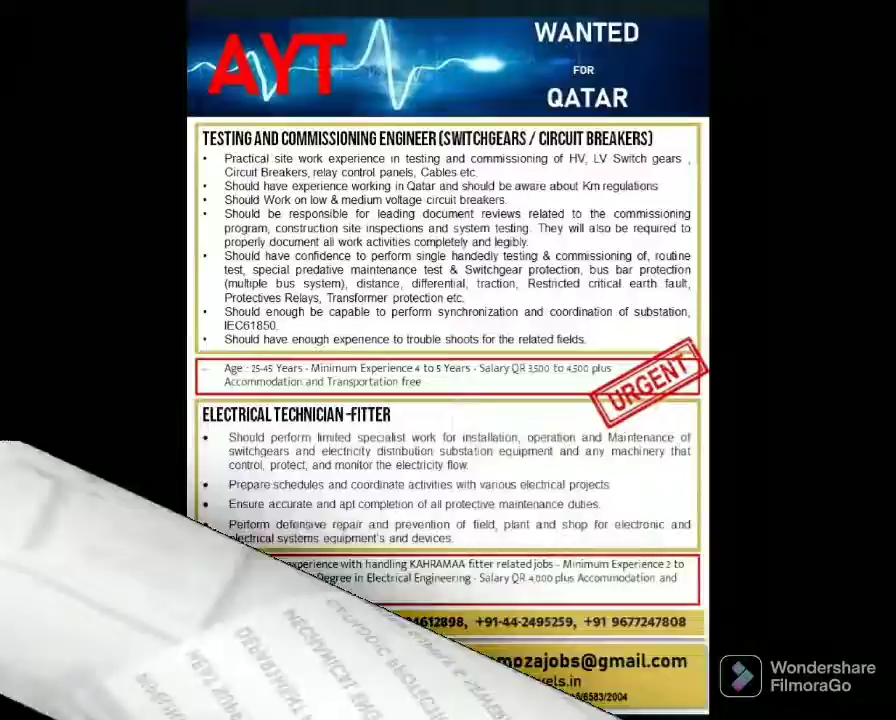 AYT
WANTED
FOR
QATAR
TESTING AND COMMISSIONING ENGINEER (SWITCHGEARS / CIRCUIT BREAKERS)
• Practical site work experience in testing and commissioning of HV, LV Switch gears ,
Circuit Breakers, relay control panels, Cables etc.
• Should have experience working in Qatar and should be aware about Km regulations
• Should Work on low & medium voltage circuit breakers.
• Should be responsible for leading document reviews related to the commissioning
program, construction site inspections and system testing. They will also be required to
properly document all work activities completely and legibly.
• Should have confidence to perform single handedly testing & commissioning of, routine
test, special predative maintenance test & Switchgear protection, bus bar protection
(multiple bus system), distance, differential, traction, Restricted critical earth fault,
Protectives Relays, Transformer protection etc.
• Should enough be capable to perform synchronization and coordination of substation,
IEC61850.
• Should have enough experience to trouble shoots for the related fields.
Age : 25-45 Years - Minimum Experience 4 to 5 Years - Salary QR 3,500 to 4,500 plus
Accommodation and Transportation free
URGENT
ELECTRICAL TECHNICIAN -FITTER
• Should perform limited specialist work for installation, operation and Maintenance of
switchgears and electricity distribution substation equipment and any machinery that
control, protect, and monitor the electricity flow.
• Prepare schedules and coordinate activities with various electrical projects
• Ensure accurate and apt completion of all protective maintenance duties.
• Perform defensive repair and prevention of field, plant and shop for electronic and
electrical systems equipment's and devices.
experience with handling KAHRAMAA fitter related jobs - Minimum Experience 2 to
Degree in Electrical Engineering - Salary QR 4,000 plus Accommodation and
4612898, +91-44-2495259, +91 9677247808
mozajobs@gmail.com
vels.in
/6583/2004
Wondershare
FilmoraGo